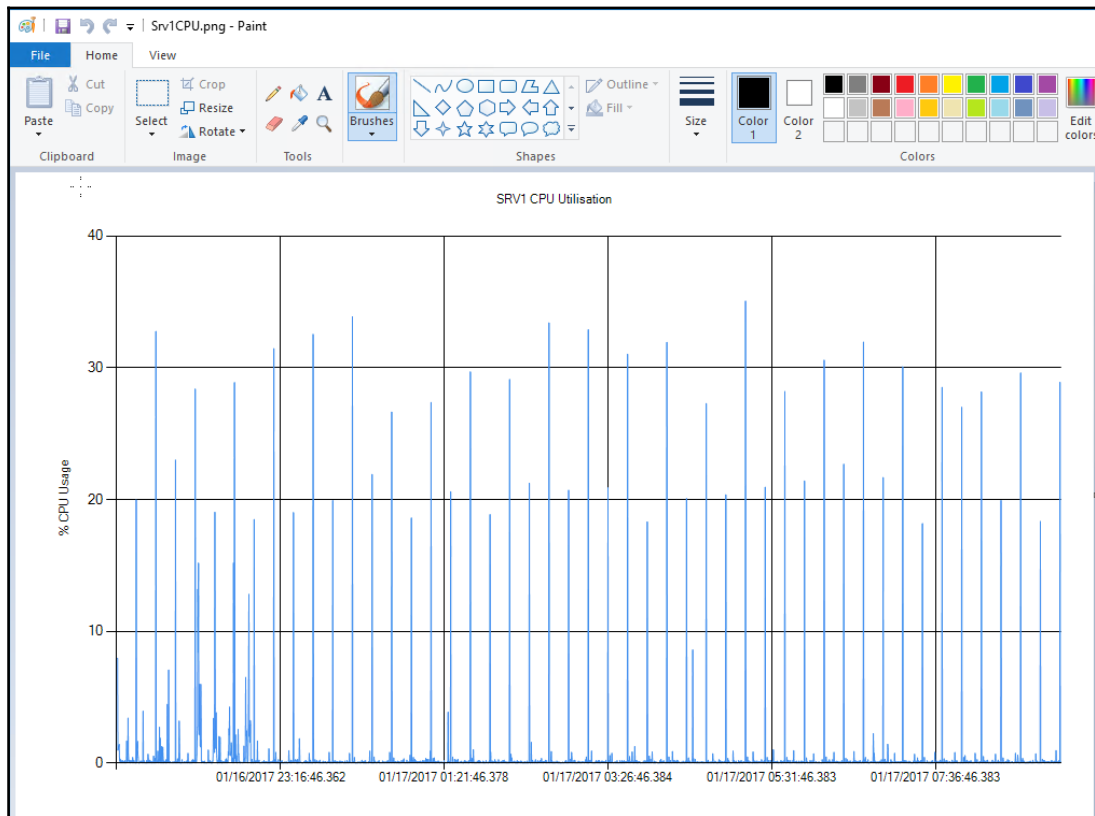 Srv1CPU.png - Paint
File Home View
Cut
Copy
Paste
Clipboard
Select
Crop
Resize
Rotate
Image
A
Tools
Brushes
Outline
Fill
Shapes
Size
Color 1
Color 2
Edit colors
Colors
SRV1 CPU Utilisation
% CPU Usage
40
30
20
10
0
01/16/2017 23:16:46.362 01/17/2017 01:21:46.378 01/17/2017 03:26:46.384 01/17/2017 05:31:46.383 01/17/2017 07:36:46.383